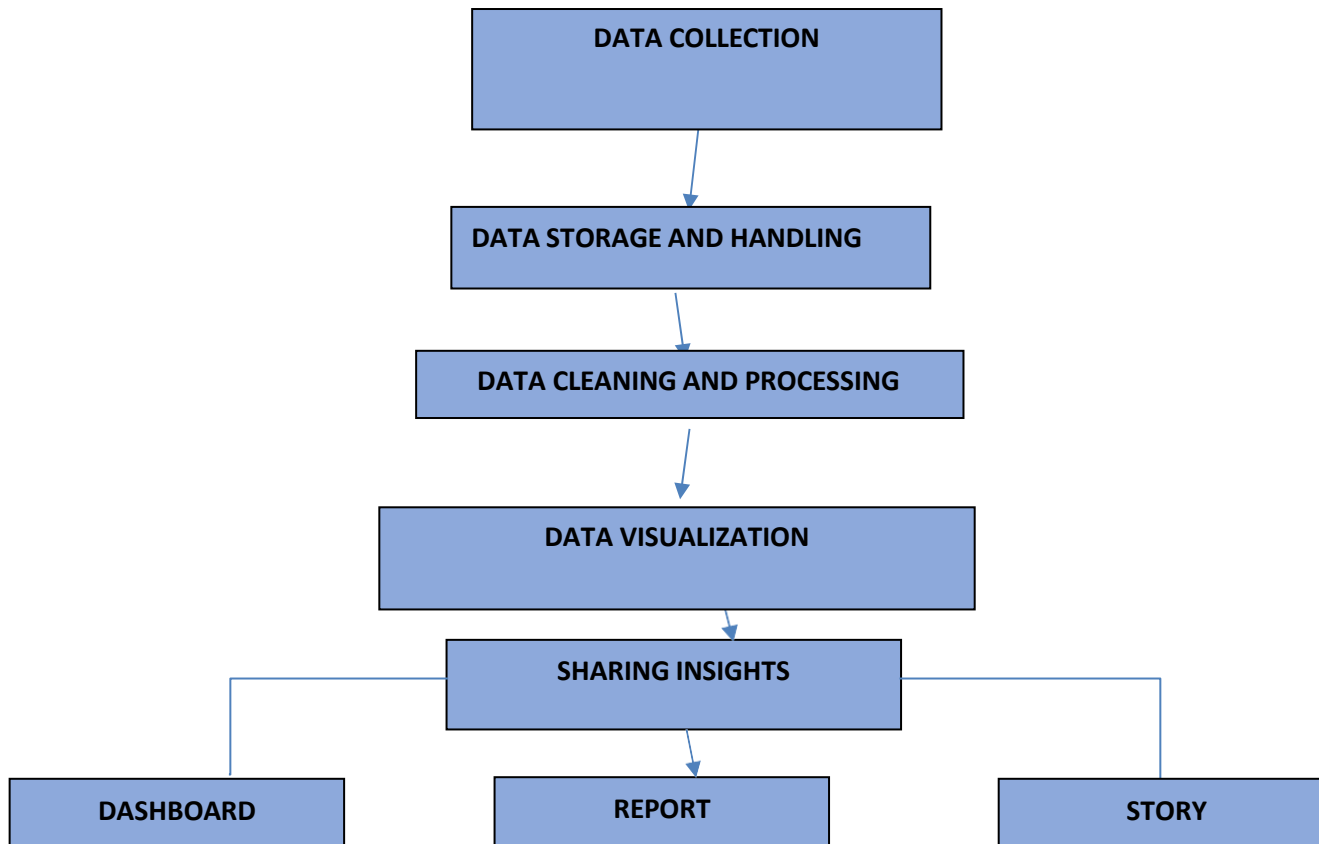 DATA COLLECTION
DATA STORAGE AND HANDLING
DATA CLEANING AND PROCESSING
DATA VISUALIZATION
SHARING INSIGHTS
DASHBOARD
REPORT
STORY